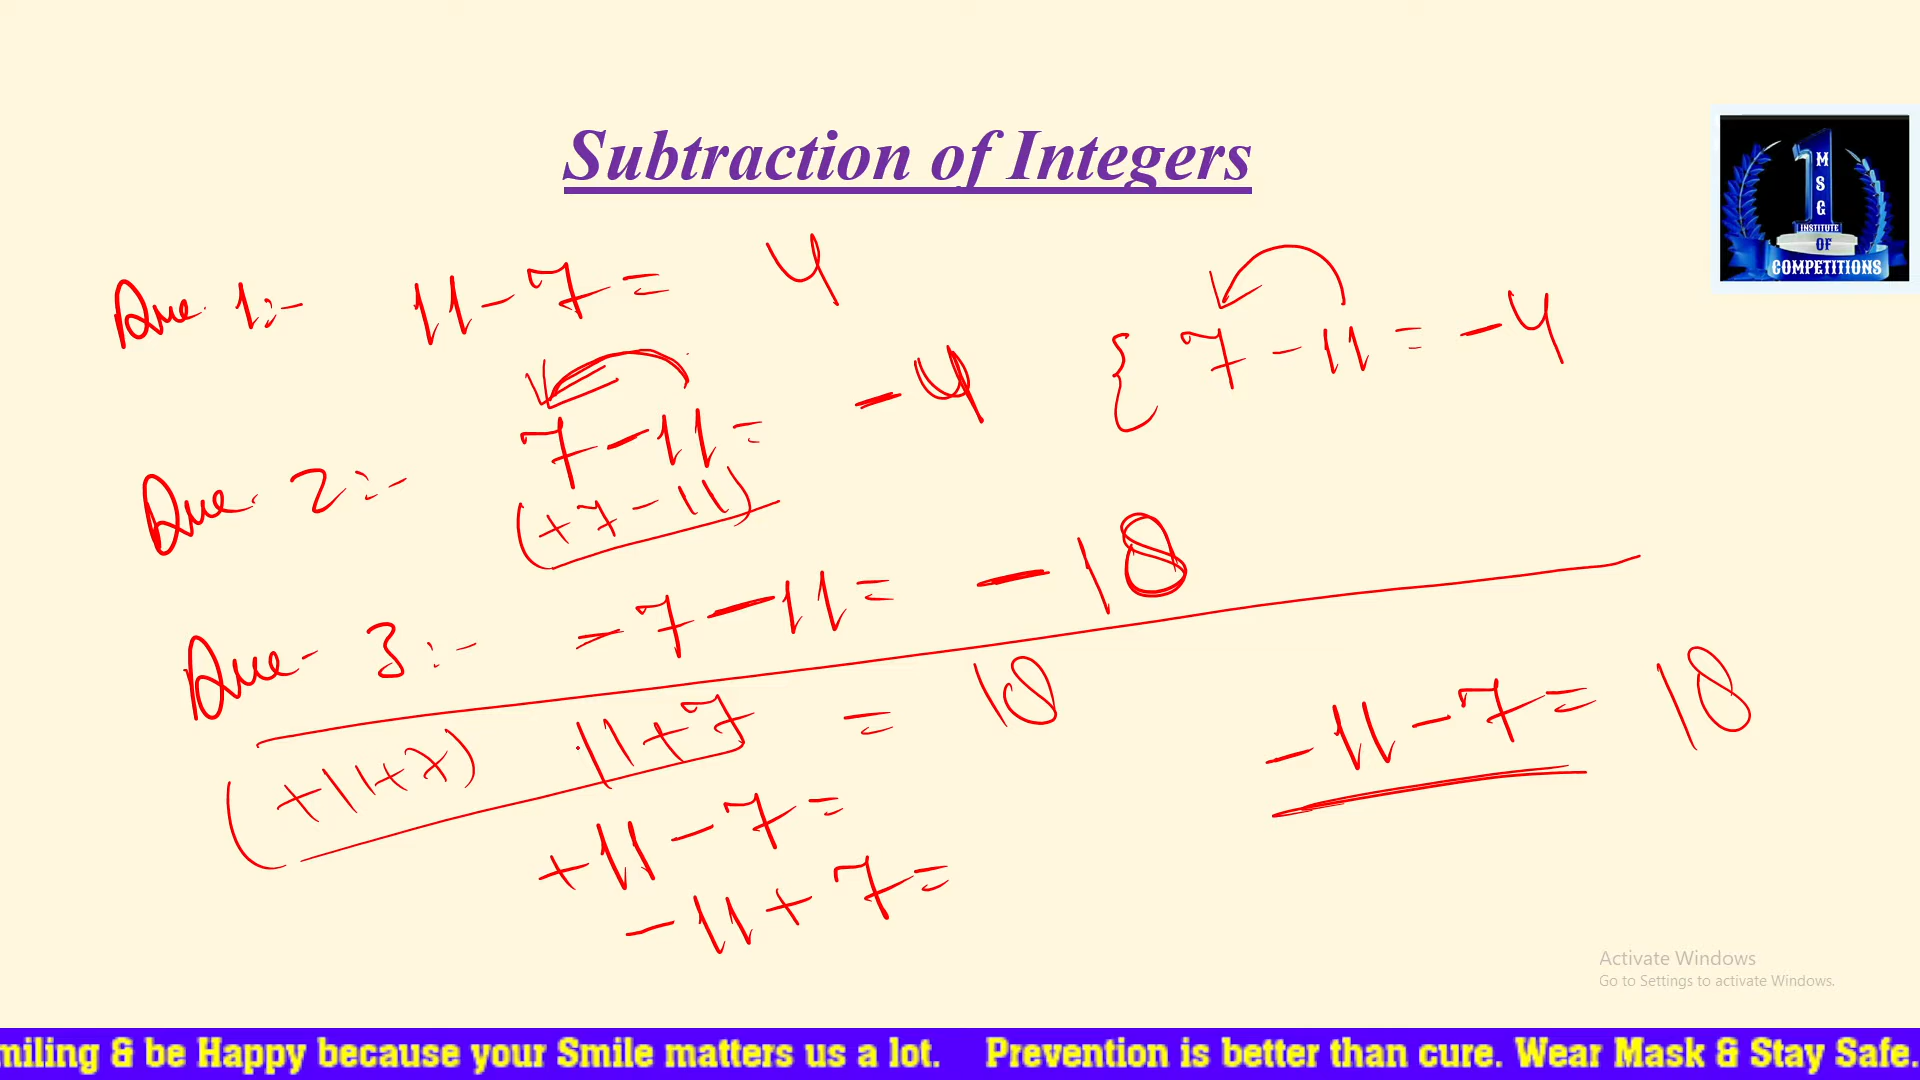 Subtraction of Integers
1
M
S
G
INSTITUTE
OF
COMPETITIONS
Que 1:- 11-7= 4
{ 7-11=-4
Que. 2:- 7-11= -4
(+7-11)
Que- 3:- -7-11= -18
(+11+7) 11+7 = 18
-11-7= 18
+11-7=
-11+7=
Activate Windows
Go to Settings to activate Windows.
miling & be Happy because your Smile matters us a lot. Prevention is better than cure. Wear Mask & Stay Safe.